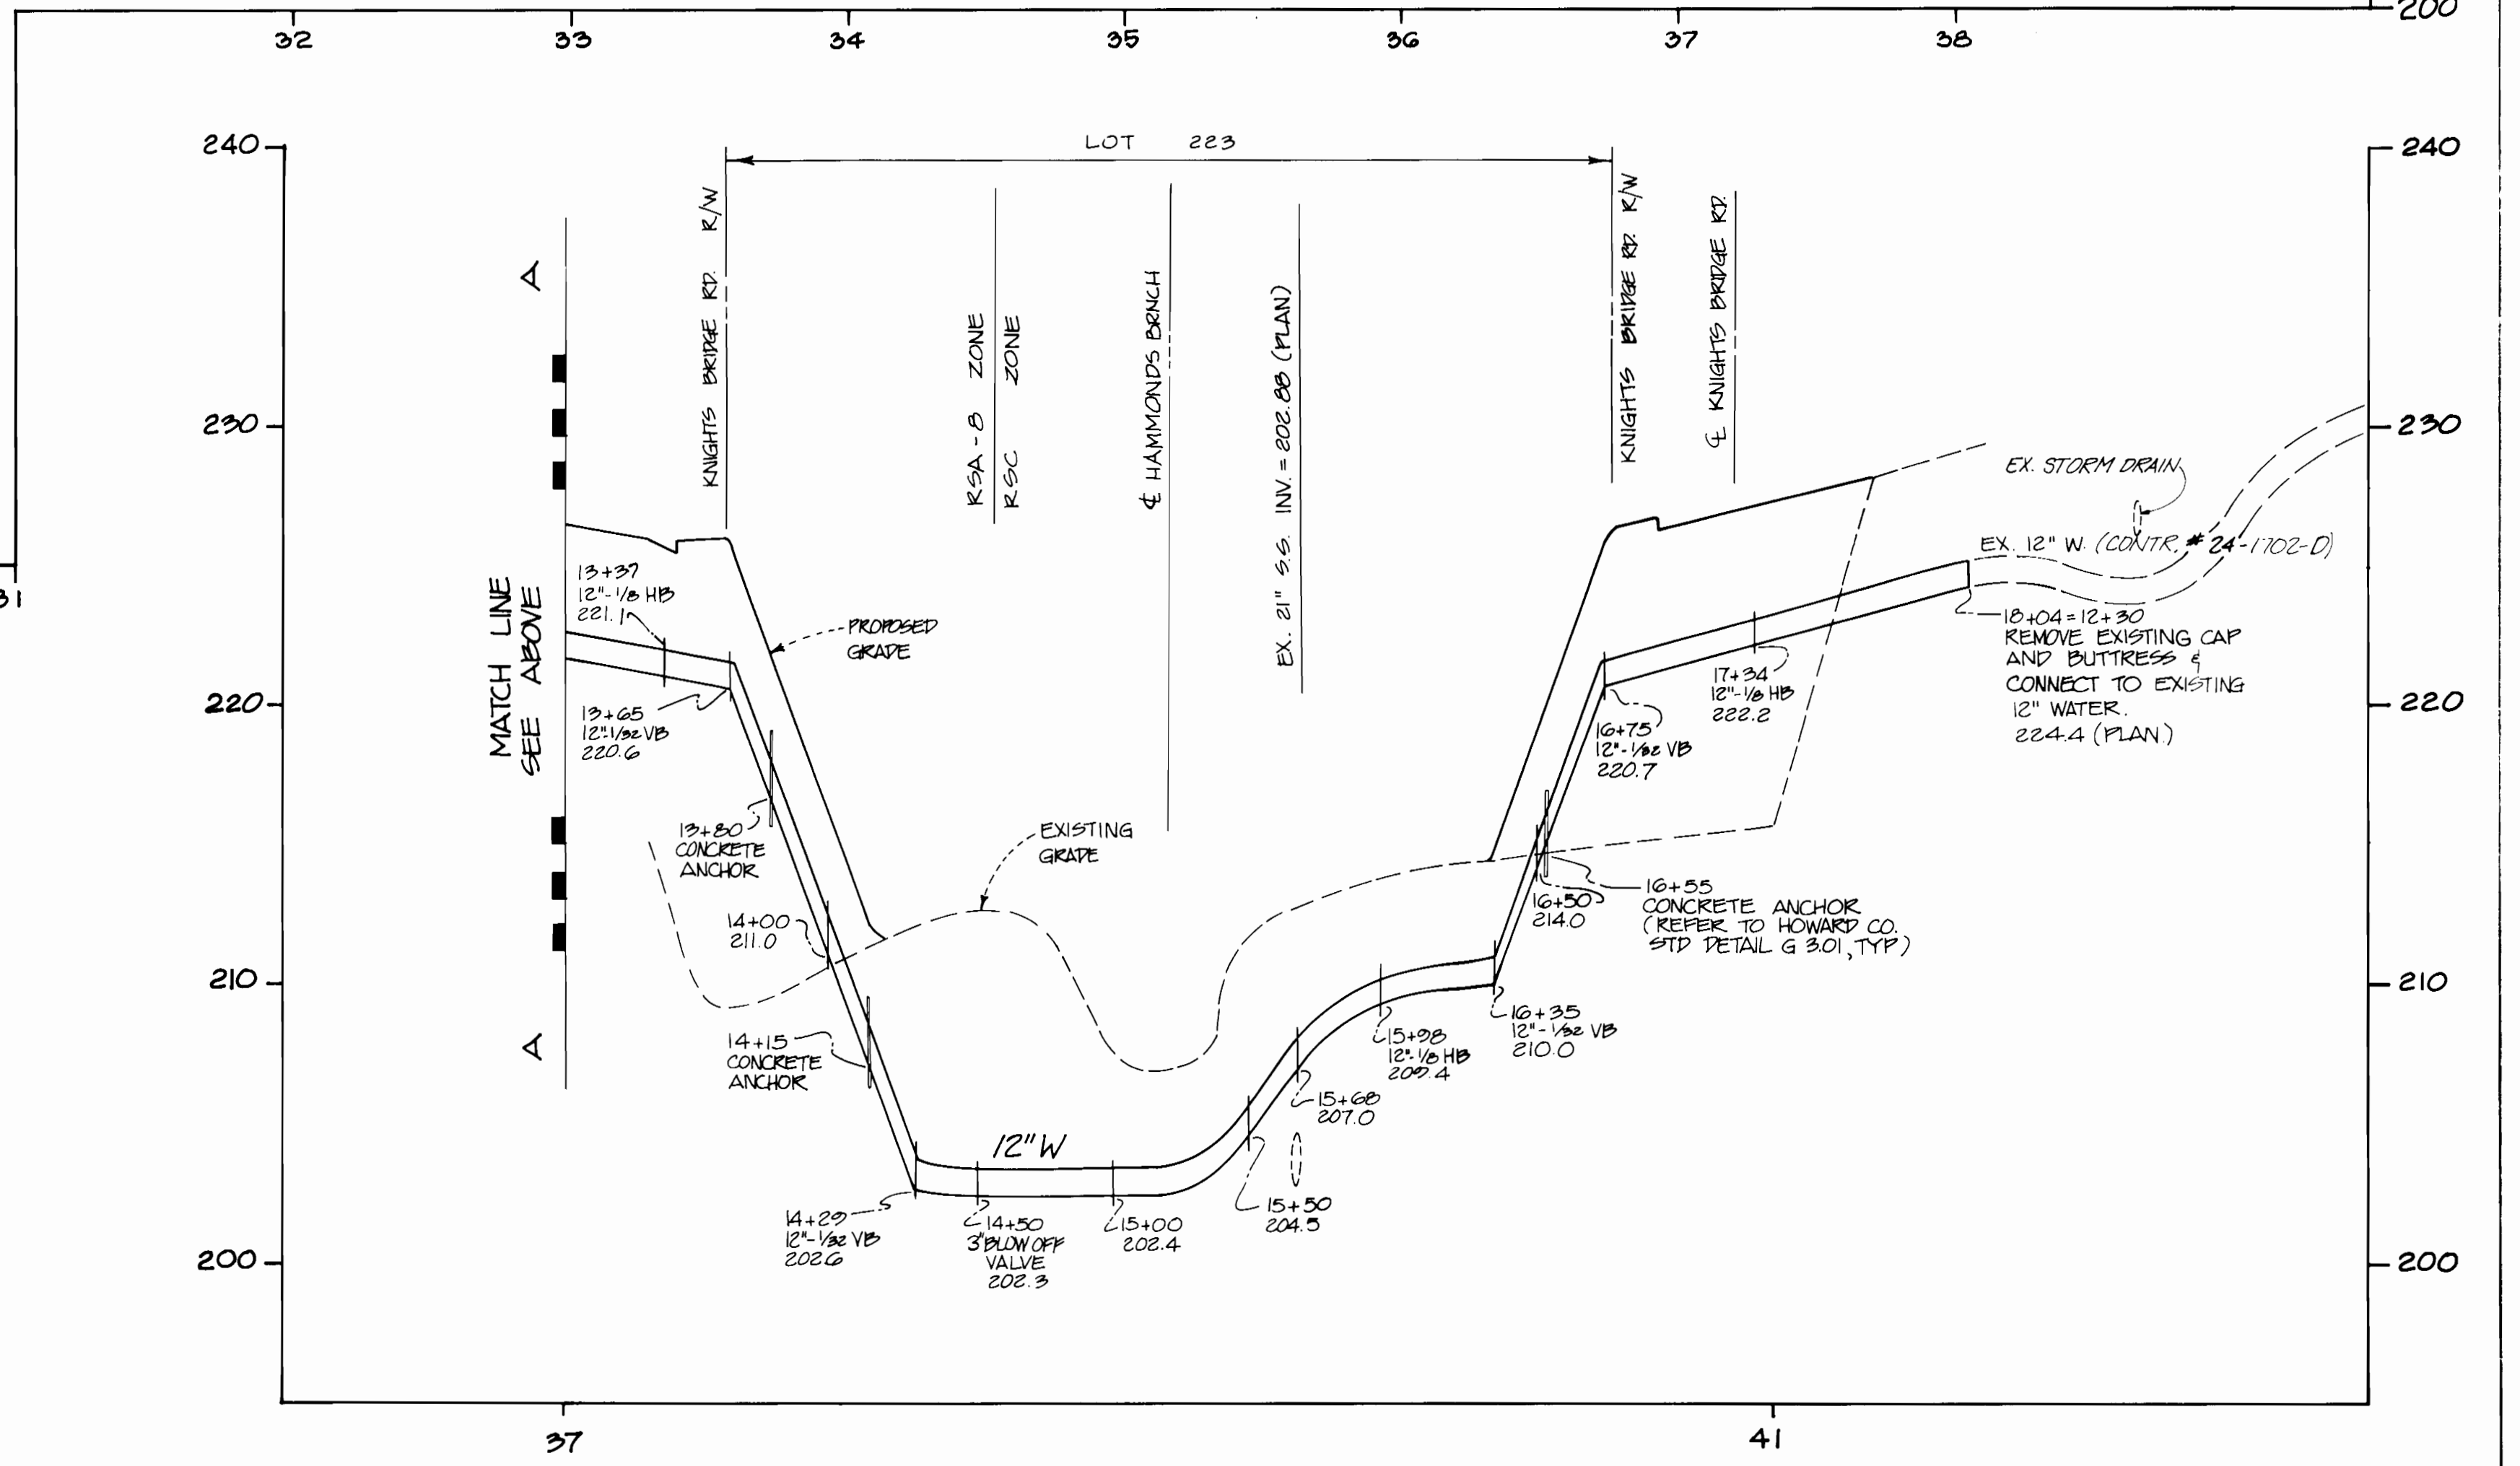 200
32 33 34 35 36 37 38
31
240
230
220
210
200
240
230
220
210
200
37 41
LOT 223
A
MATCH LINE
SEE ABOVE
A
KNIGHTS BRIDGE RD. R/W
RSA-8 ZONE
RSC ZONE
℄ HAMMONDS BRNCH
EX. 21" S.S. INV. = 202.88 (PLAN)
KNIGHTS BRIDGE RD. R/W
℄ KNIGHTS BRIDGE RD.
EX. STORM DRAIN
EX. 12" W. (CONTR. # 24-1702-D)
13+37
12"-1/8 HB
221.1
PROPOSED
GRADE
18+04=12+30
REMOVE EXISTING CAP
AND BUTTRESS &
CONNECT TO EXISTING
12" WATER.
224.4 (PLAN)
17+34
12"-1/8 HB
222.2
13+65
12"-1/32 VB
220.6
16+75
12"-1/32 VB
220.7
13+80
CONCRETE
ANCHOR
EXISTING
GRADE
16+55
CONCRETE ANCHOR
(REFER TO HOWARD CO.
STD DETAIL G 3.01, TYP)
16+50
214.0
14+00
211.0
14+15
CONCRETE
ANCHOR
16+35
12"-1/32 VB
210.0
15+98
12"-1/8 HB
209.4
15+68
207.0
12" W
14+29
12"-1/32 VB
202.6
14+50
3" BLOW OFF
VALVE
202.3
15+00
202.4
15+50
204.5